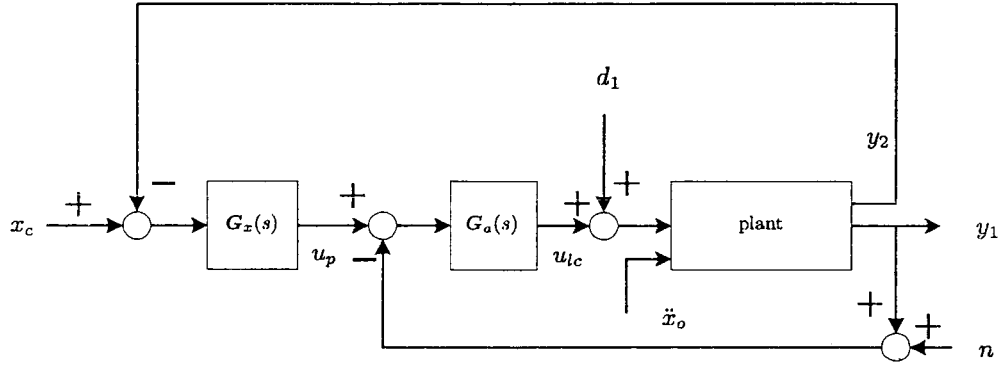 d₁
y₂
−
+
+
+
+
x_c
G_x(s)
G_a(s)
plant
y₁
u_p
−
u_lc
ẍ_o
+
+
n